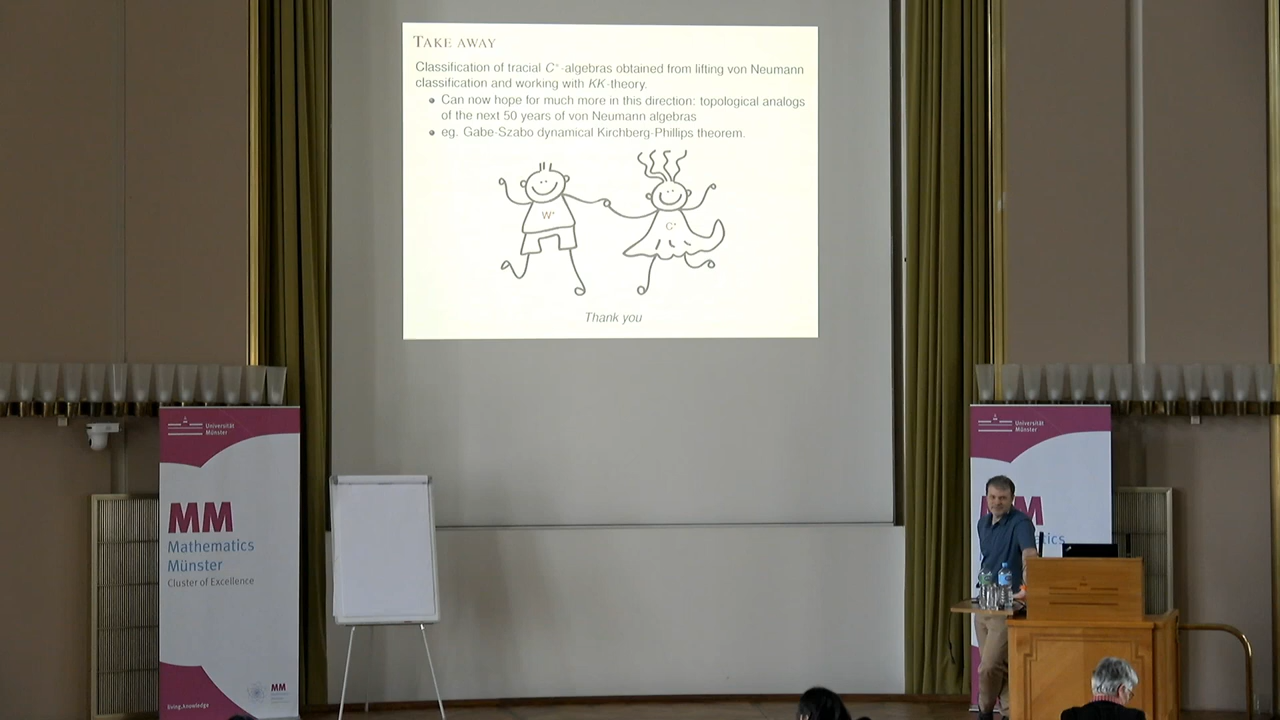 TAKE AWAY
Classification of tracial C*-algebras obtained from lifting von Neumann
classification and working with KK-theory.
• Can now hope for much more in this direction: topological analogs
of the next 50 years of von Neumann algebras
• eg. Gabe-Szabo dynamical Kirchberg-Phillips theorem.
W*
C*
Thank you
Universität
Münster
MM
Mathematics
Münster
Cluster of Excellence
living.knowledge
MM
Universität
Münster